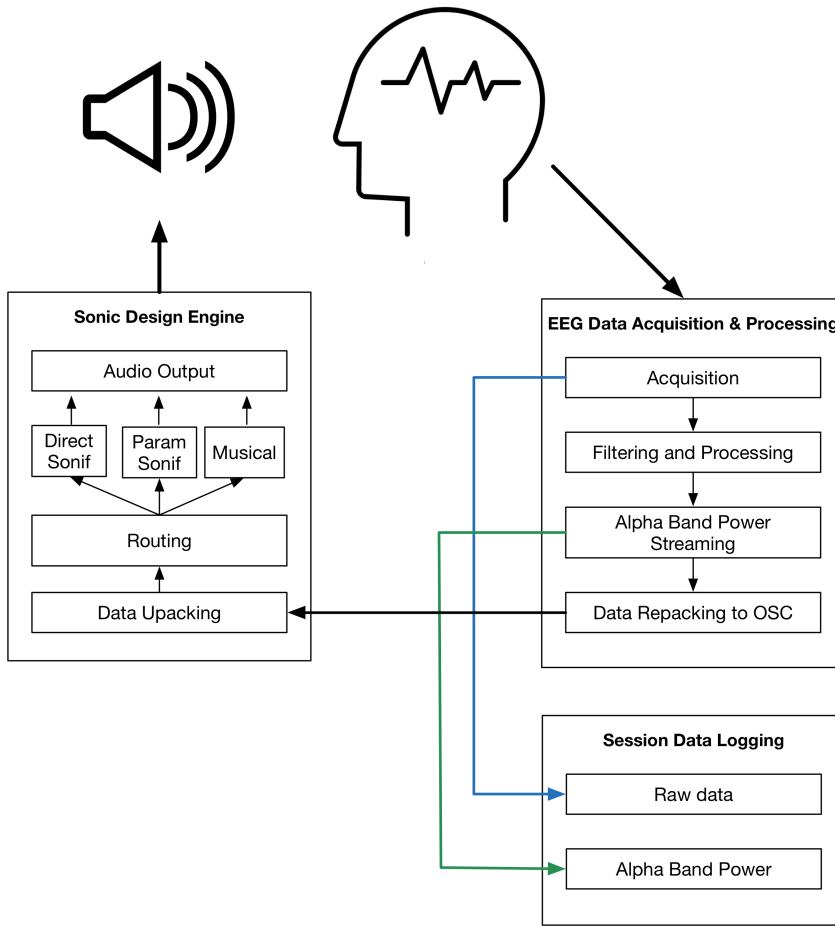 Sonic Design Engine
Audio Output
Direct
Sonif
Param
Sonif
Musical
Routing
Data Upacking
EEG Data Acquisition & Processing
Acquisition
Filtering and Processing
Alpha Band Power
Streaming
Data Repacking to OSC
Session Data Logging
Raw data
Alpha Band Power